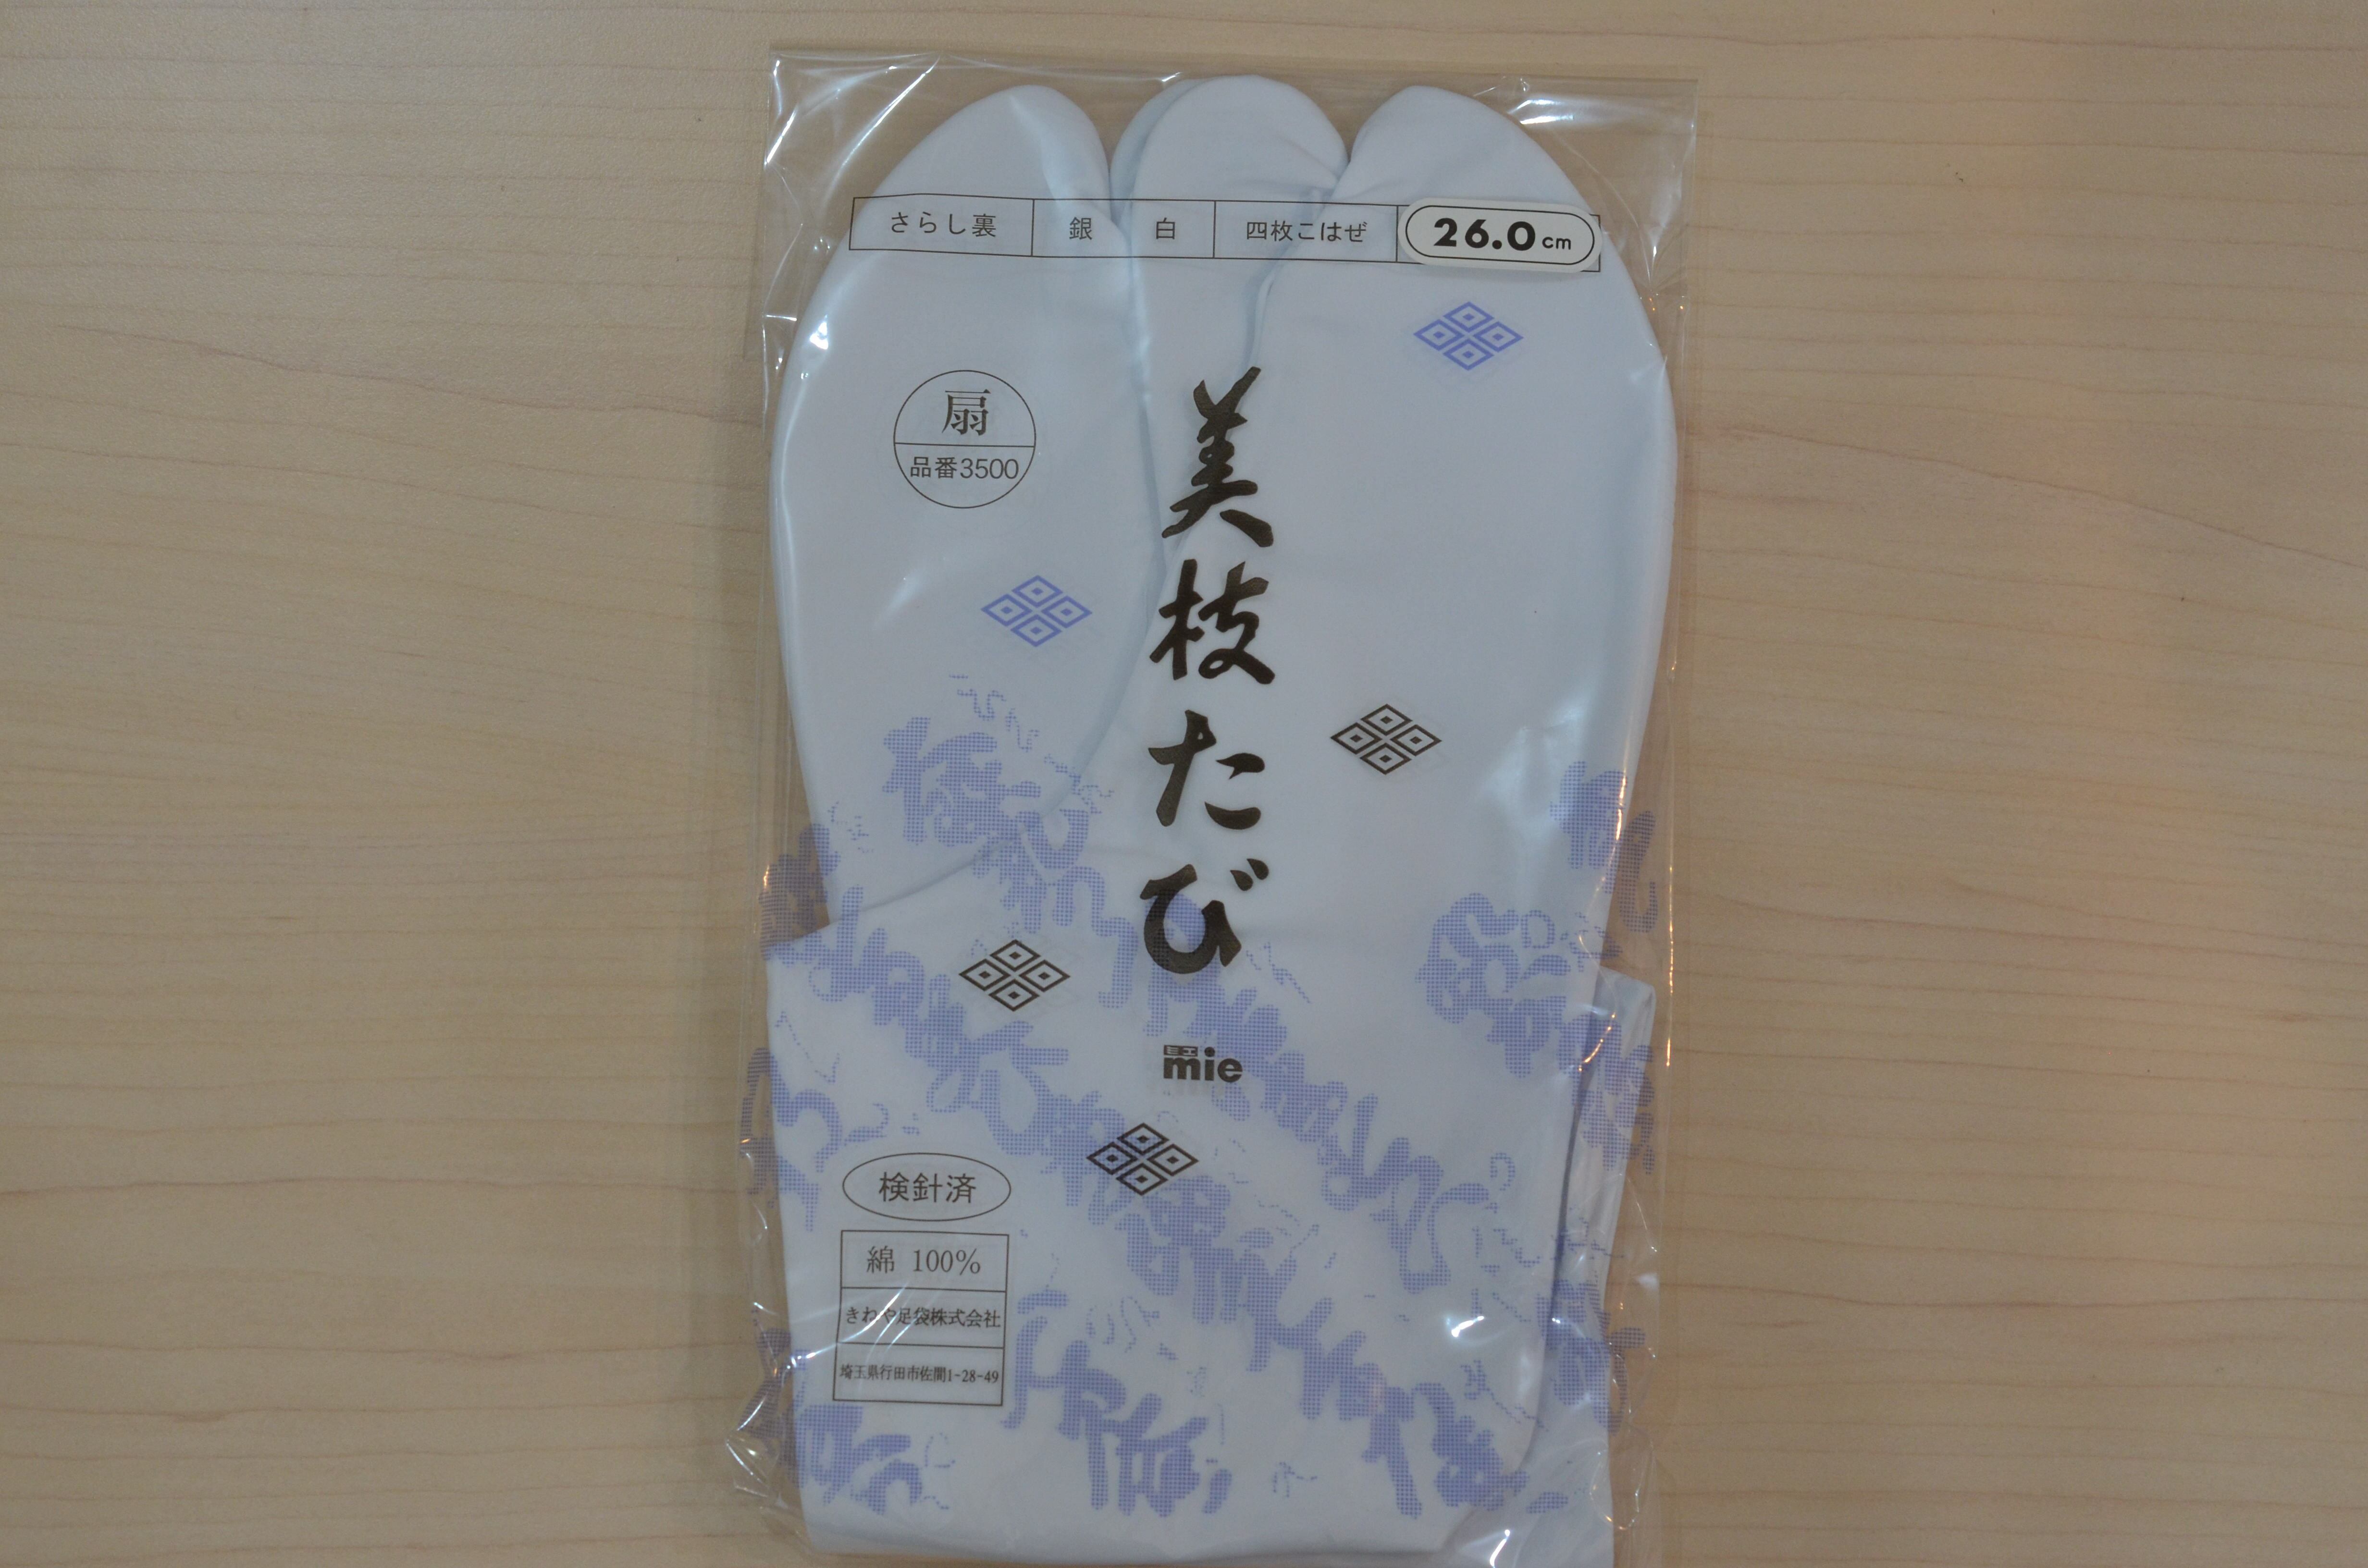 さらし裏 銀 白 四枚こはぜ 26.0cm
扇
品番3500
美枝たび
ミエ
mie
検針済
綿 100%
きねや足袋株式会社
埼玉県行田市佐間1-28-49